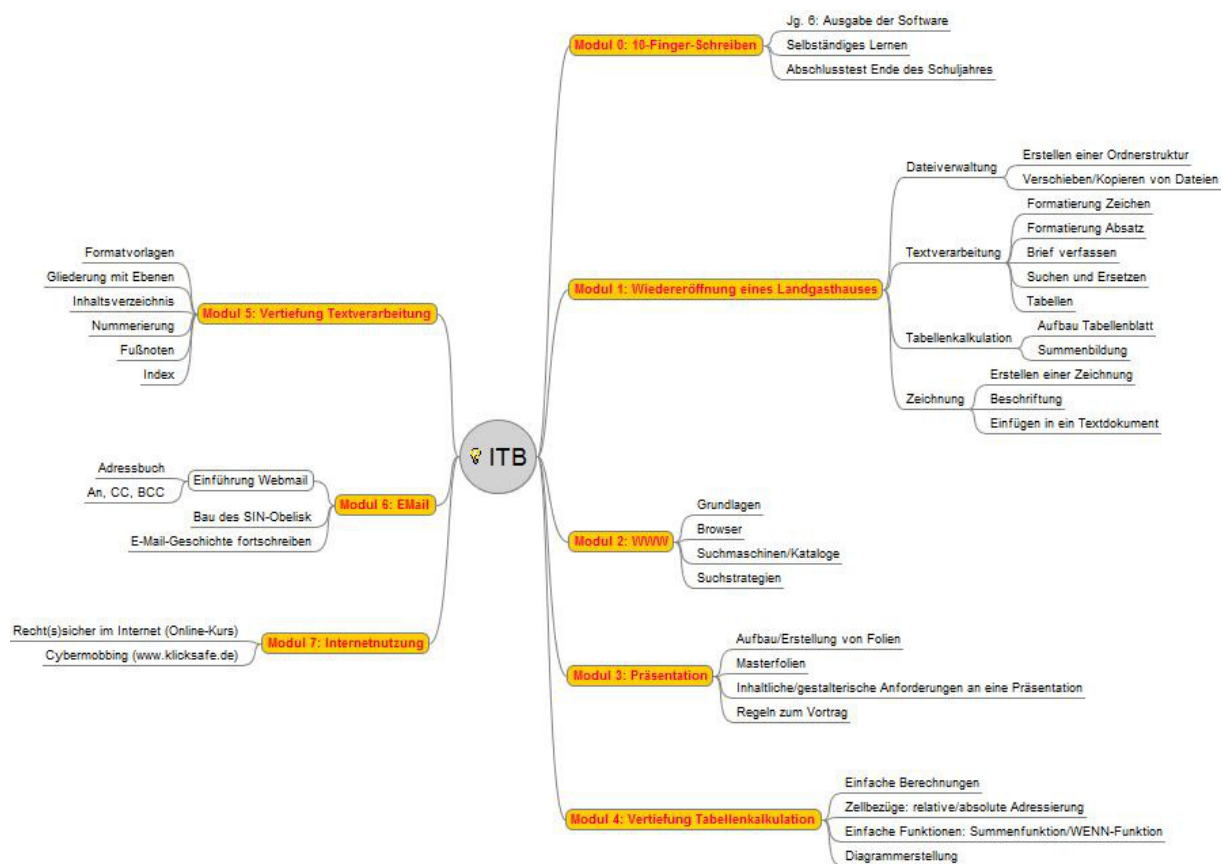 ITB
Modul 0: 10-Finger-Schreiben
Jg. 6: Ausgabe der Software
Selbständiges Lernen
Abschlusstest Ende des Schuljahres
Modul 1: Wiedereröffnung eines Landgasthauses
Dateiverwaltung
Erstellen einer Ordnerstruktur
Verschieben/Kopieren von Dateien
Textverarbeitung
Formatierung Zeichen
Formatierung Absatz
Brief verfassen
Suchen und Ersetzen
Tabellen
Tabellenkalkulation
Aufbau Tabellenblatt
Summenbildung
Zeichnung
Erstellen einer Zeichnung
Beschriftung
Einfügen in ein Textdokument
Modul 2: WWW
Grundlagen
Browser
Suchmaschinen/Kataloge
Suchstrategien
Modul 3: Präsentation
Aufbau/Erstellung von Folien
Masterfolien
Inhaltliche/gestalterische Anforderungen an eine Präsentation
Regeln zum Vortrag
Modul 4: Vertiefung Tabellenkalkulation
Einfache Berechnungen
Zellbezüge: relative/absolute Adressierung
Einfache Funktionen: Summenfunktion/WENN-Funktion
Diagrammerstellung
Modul 5: Vertiefung Textverarbeitung
Formatvorlagen
Gliederung mit Ebenen
Inhaltsverzeichnis
Nummerierung
Fußnoten
Index
Modul 6: EMail
Einführung Webmail
Adressbuch
An, CC, BCC
Bau des SIN-Obelisk
E-Mail-Geschichte fortschreiben
Modul 7: Internetnutzung
Recht(s)sicher im Internet (Online-Kurs)
Cybermobbing (www.klicksafe.de)